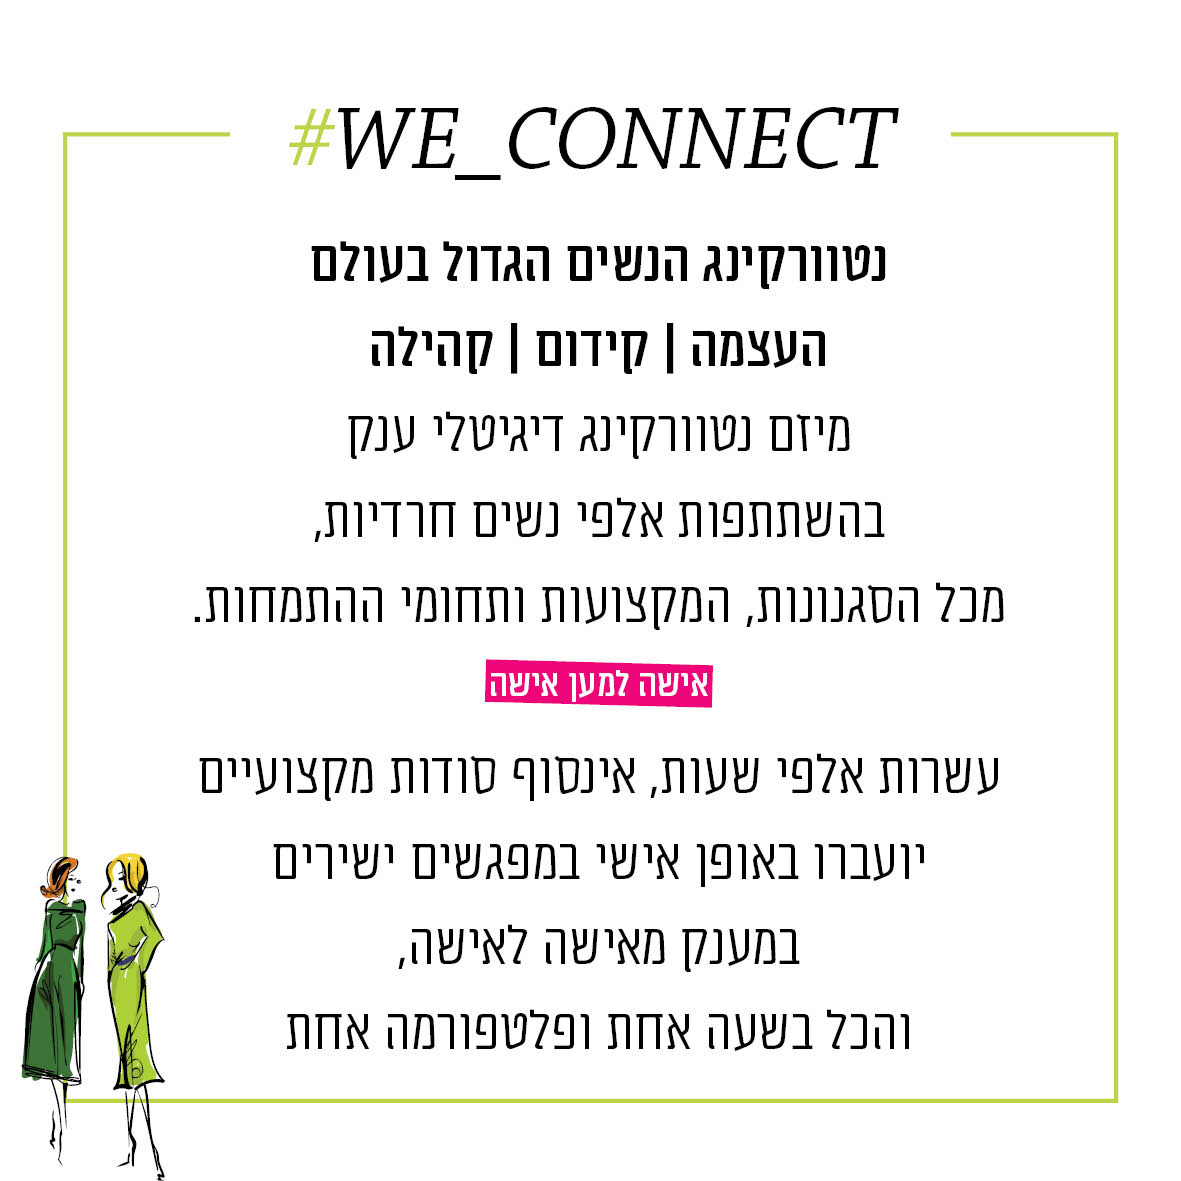 #WE_CONNECT
נטוורקינג הנשים הגדול בעולם
העצמה | קידום | קהילה
מיזם נטוורקינג דיגיטלי ענק
בהשתתפות אלפי נשים חרדיות,
מכל הסגנונות, המקצועות ותחומי ההתמחות.
אישה למען אישה
עשרות אלפי שעות, אינסוף סודות מקצועיים
יועברו באופן אישי במפגשים ישירים
במענק מאישה לאישה,
והכל בשעה אחת ופלטפורמה אחת